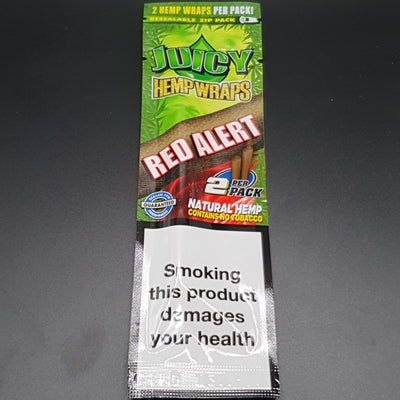 2 HEMP WRAPS PER PACK!
RESEALABLE ZIP PACK
JUICY
HEMP WRAPS
RED ALERT
2 PER PACK
NATURAL HEMP
CONTAINS NO TOBACCO
GUARANTEED
Smoking
this product
damages
your health